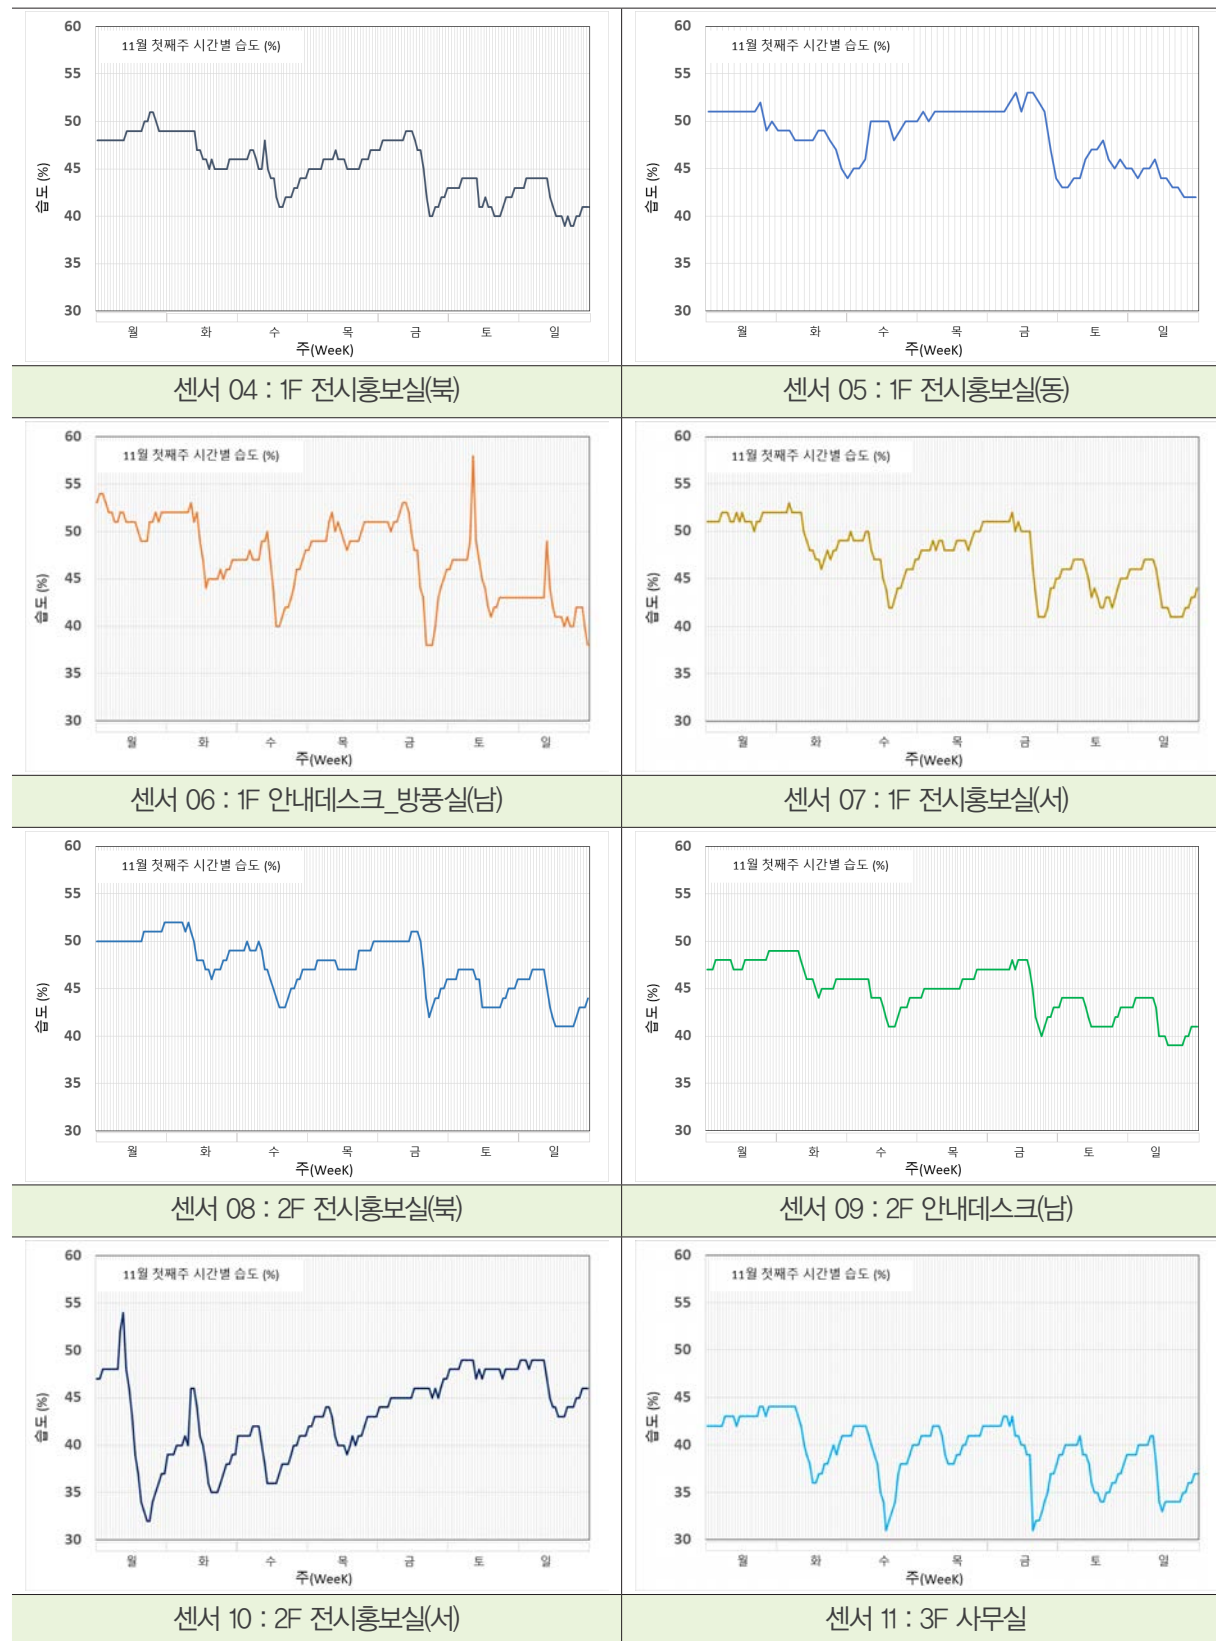 60
11월 첫째주 시간별 습도 (%)
55
50
45
40
35
30
습도 (%)
월 화 수 목 금 토 일
주(WeeK)
60
11월 첫째주 시간별 습도 (%)
55
50
45
40
35
30
습도 (%)
월 화 수 목 금 토 일
주(WeeK)
센서 04 : 1F 전시홍보실(북)
센서 05 : 1F 전시홍보실(동)
60
11월 첫째주 시간별 습도 (%)
55
50
45
40
35
30
습도 (%)
월 화 수 목 금 토 일
주(WeeK)
60
11월 첫째주 시간별 습도 (%)
55
50
45
40
35
30
습도 (%)
월 화 수 목 금 토 일
주(WeeK)
센서 06 : 1F 안내데스크_방풍실(남)
센서 07 : 1F 전시홍보실(서)
60
11월 첫째주 시간별 습도 (%)
55
50
45
40
35
30
습도 (%)
월 화 수 목 금 토 일
주(WeeK)
60
11월 첫째주 시간별 습도 (%)
55
50
45
40
35
30
습도 (%)
월 화 수 목 금 토 일
주(WeeK)
센서 08 : 2F 전시홍보실(북)
센서 09 : 2F 안내데스크(남)
60
11월 첫째주 시간별 습도 (%)
55
50
45
40
35
30
습도 (%)
월 화 수 목 금 토 일
주(WeeK)
60
11월 첫째주 시간별 습도 (%)
55
50
45
40
35
30
습도 (%)
월 화 수 목 금 토 일
주(WeeK)
센서 10 : 2F 전시홍보실(서)
센서 11 : 3F 사무실